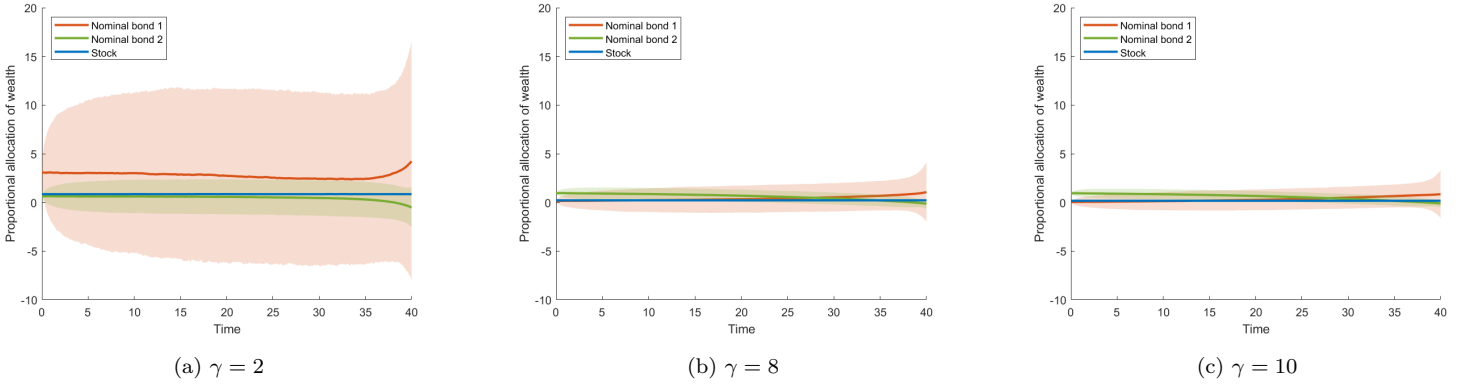 20
15
10
5
0
-5
-10
Proportional allocation of wealth
Nominal bond 1
Nominal bond 2
Stock
0 5 10 15 20 25 30 35 40
Time
(a) γ = 2
20
15
10
5
0
-5
-10
Proportional allocation of wealth
Nominal bond 1
Nominal bond 2
Stock
0 5 10 15 20 25 30 35 40
Time
(b) γ = 8
20
15
10
5
0
-5
-10
Proportional allocation of wealth
Nominal bond 1
Nominal bond 2
Stock
0 5 10 15 20 25 30 35 40
Time
(c) γ = 10